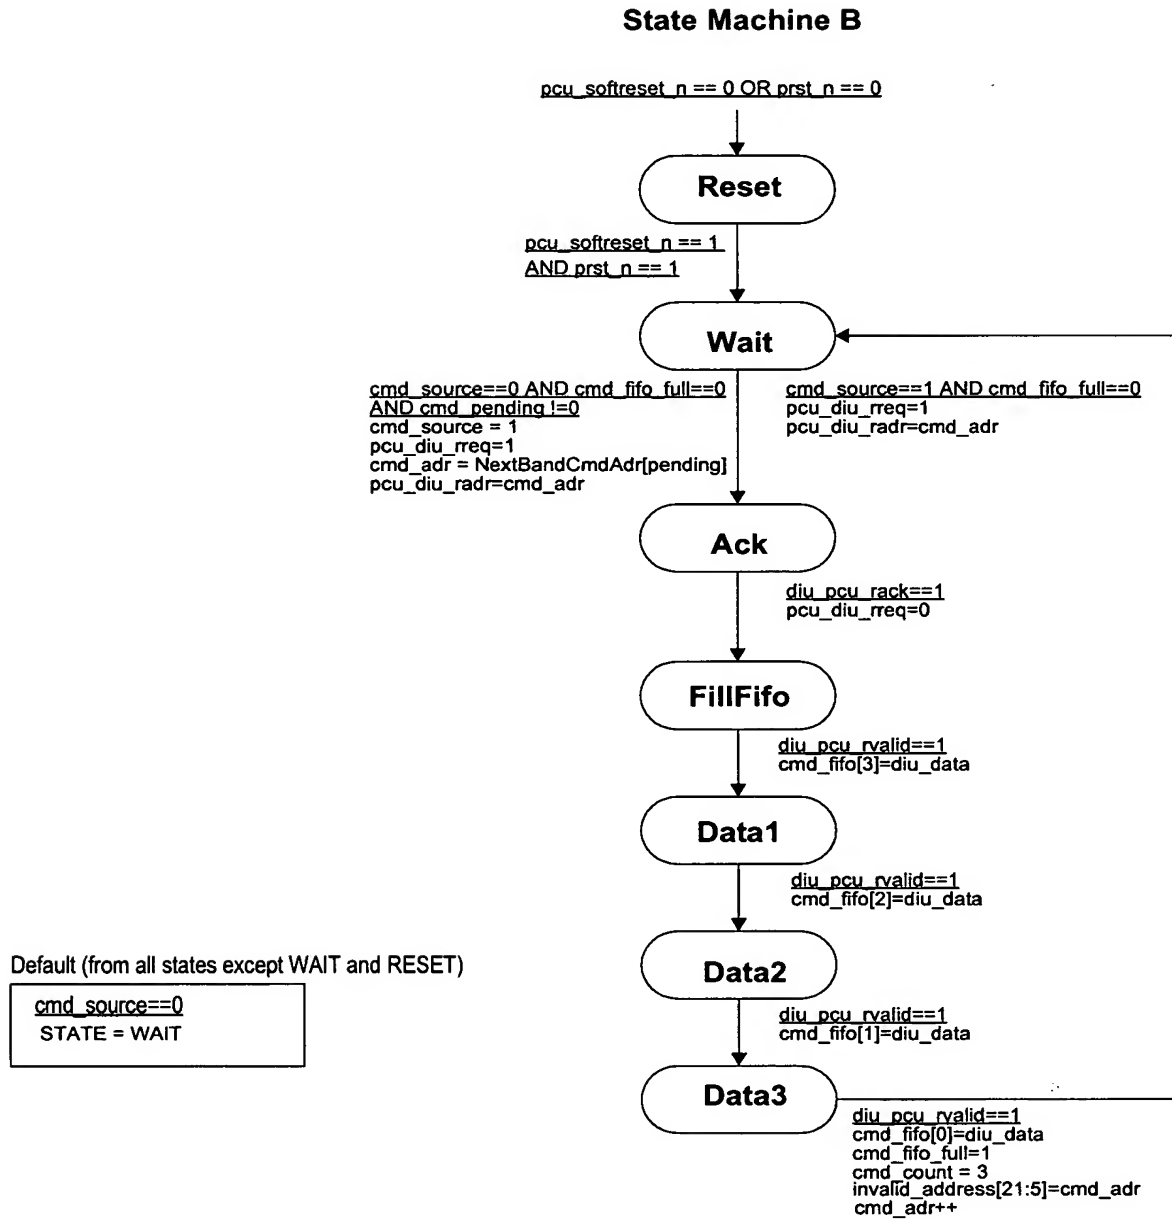 State Machine B
pcu_softreset_n == 0 OR prst_n == 0
Reset
pcu_softreset_n == 1
AND prst_n == 1
Wait
cmd_source==0 AND cmd_fifo_full==0
AND cmd_pending !=0
cmd_source = 1
pcu_diu_rreq=1
cmd_adr = NextBandCmdAdr[pending]
pcu_diu_radr=cmd_adr
cmd_source==1 AND cmd_fifo_full==0
pcu_diu_rreq=1
pcu_diu_radr=cmd_adr
Ack
diu_pcu_rack==1
pcu_diu_rreq=0
FillFifo
diu_pcu_rvalid==1
cmd_fifo[3]=diu_data
Data1
diu_pcu_rvalid==1
cmd_fifo[2]=diu_data
Data2
diu_pcu_rvalid==1
cmd_fifo[1]=diu_data
Default (from all states except WAIT and RESET)
cmd_source==0
STATE = WAIT
Data3
diu_pcu_rvalid==1
cmd_fifo[0]=diu_data
cmd_fifo_full=1
cmd_count = 3
invalid_address[21:5]=cmd_adr
cmd_adr++